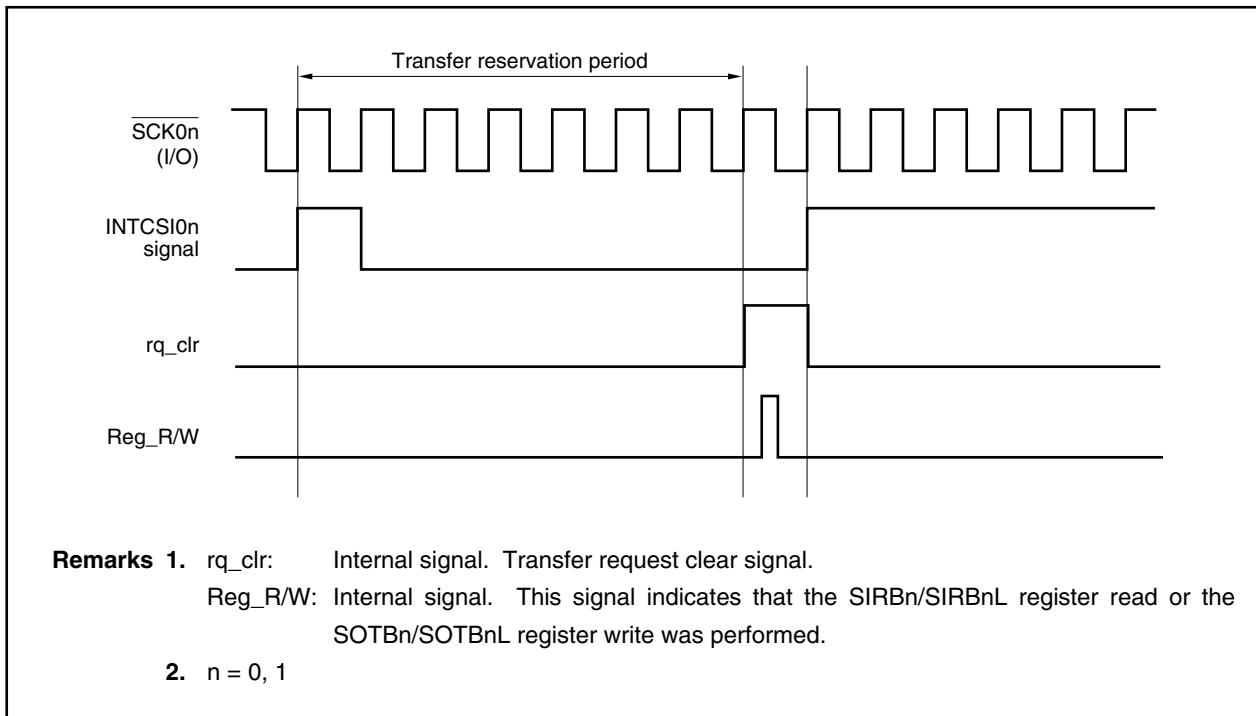 Transfer reservation period
SCK0n
(I/O)
INTCSI0n
signal
rq_clr
Reg_R/W
Remarks 1. rq_clr: Internal signal. Transfer request clear signal.
Reg_R/W: Internal signal. This signal indicates that the SIRBn/SIRBnL register read or the
SOTBn/SOTBnL register write was performed.
2. n = 0, 1